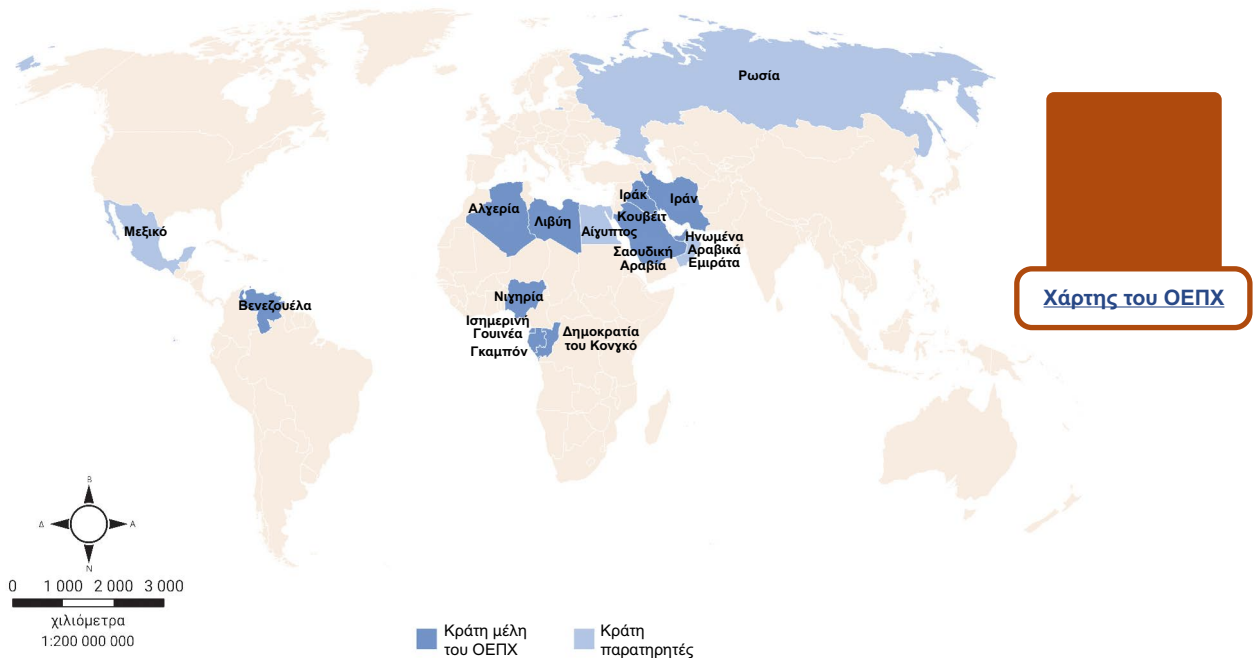 Ρωσία
Χάρτης του ΟΕΠΧ
Μεξικό
Αλγερία
Λιβύη
Αίγυπτος
Ιράκ
Ιράν
Κουβέιτ
Σαουδική
Αραβία
Ηνωμένα
Αραβικά
Εμιράτα
Βενεζουέλα
Νιγηρία
Ισημερινή
Γουινέα
Γκαμπόν
Δημοκρατία
του Κονγκό
Β
Δ
Α
Ν
0 1 000 2 000 3 000
χιλιόμετρα
1:200 000 000
Κράτη μέλη
του ΟΕΠΧ
Κράτη
παρατηρητές